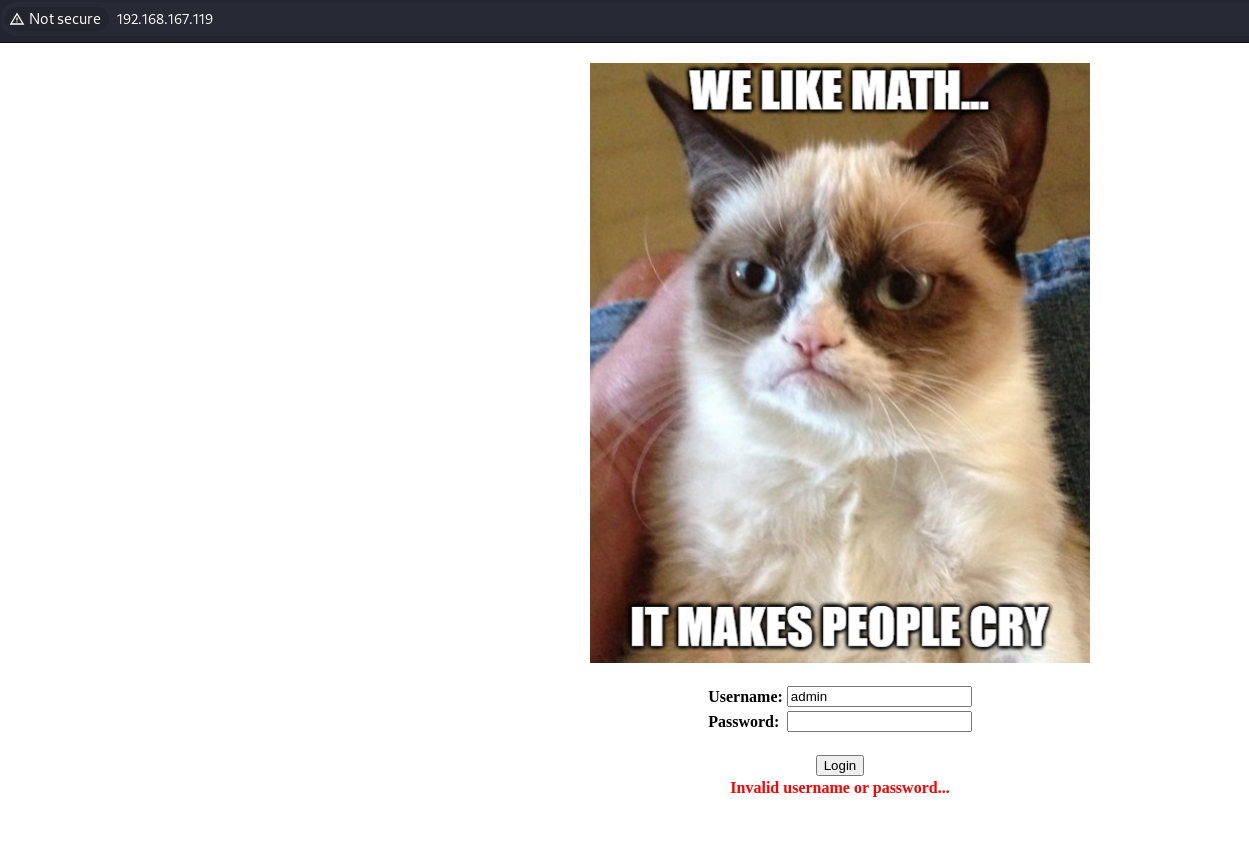 Not secure 192.168.167.119
WE LIKE MATH...
IT MAKES PEOPLE CRY
Username: admin
Password:
Login
Invalid username or password...